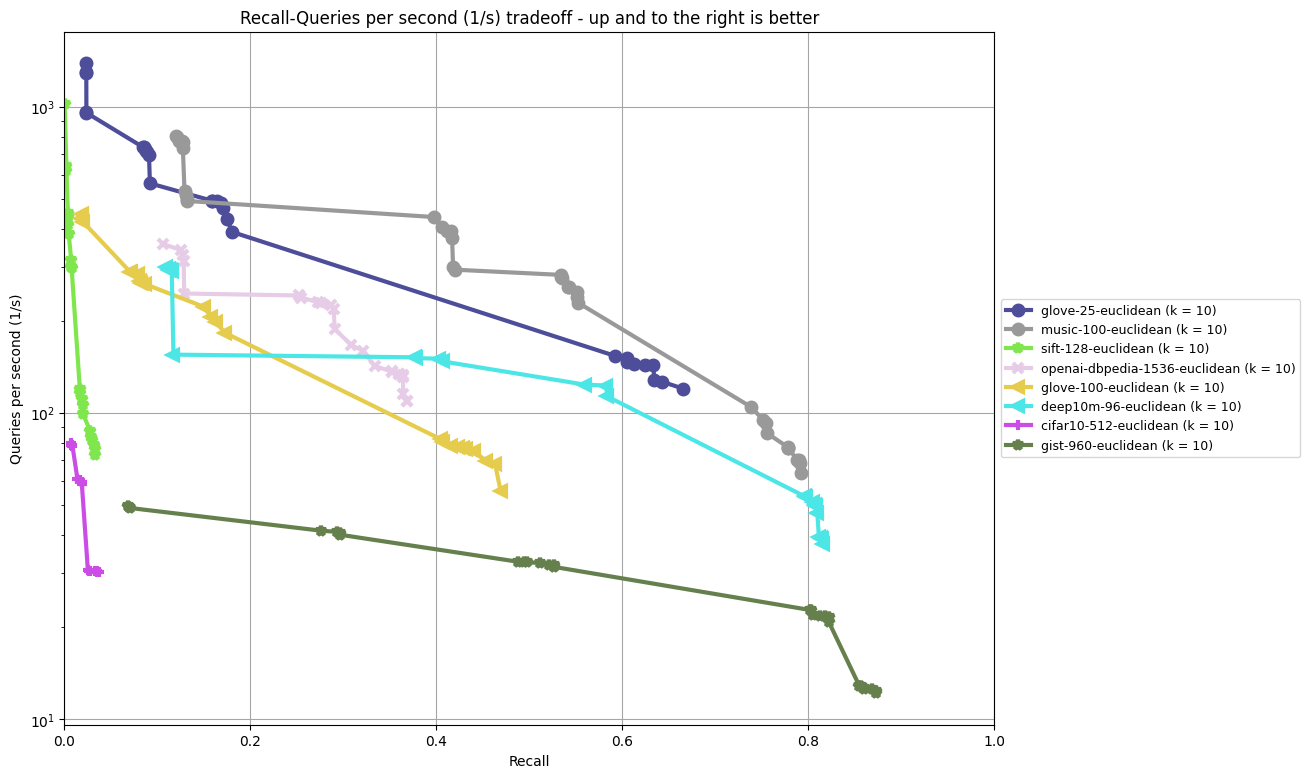 Recall-Queries per second (1/s) tradeoff - up and to the right is better
Queries per second (1/s)
10³
10²
10¹
0.0 0.2 0.4 0.6 0.8 1.0
Recall
glove-25-euclidean (k = 10)
music-100-euclidean (k = 10)
sift-128-euclidean (k = 10)
openai-dbpedia-1536-euclidean (k = 10)
glove-100-euclidean (k = 10)
deep10m-96-euclidean (k = 10)
cifar10-512-euclidean (k = 10)
gist-960-euclidean (k = 10)